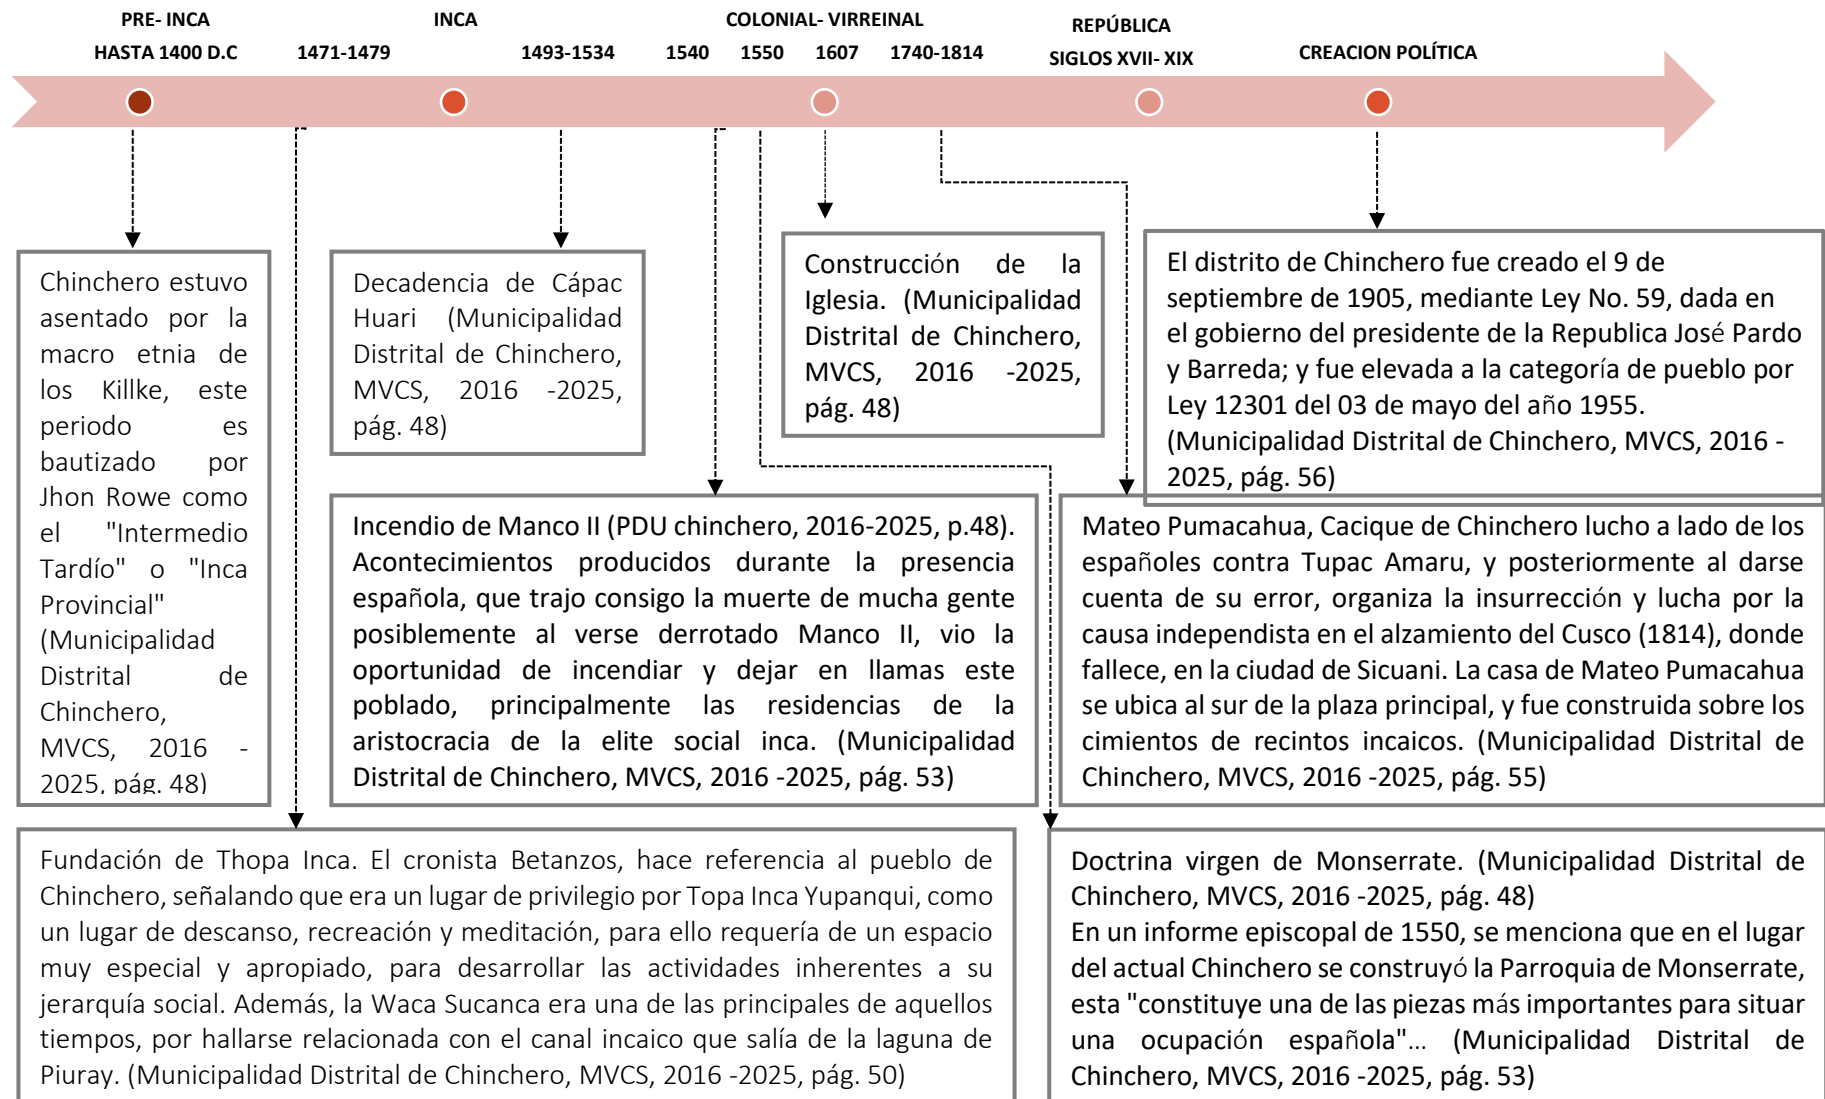 PRE- INCA
HASTA 1400 D.C
1471-1479
INCA
1493-1534
COLONIAL- VIRREINAL
1540
1550
1607
1740-1814
REPÚBLICA
SIGLOS XVII- XIX
CREACION POLÍTICA
Chinchero estuvo
asentado por la
macro etnia de
los Killke, este
periodo es
bautizado por
Jhon Rowe como
el "Intermedio
Tardío" o "Inca
Provincial"
(Municipalidad
Distrital de
Chinchero,
MVCS, 2016 -
2025, pág. 48)
Decadencia de Cápac
Huari (Municipalidad
Distrital de Chinchero,
MVCS, 2016 -2025,
pág. 48)
Construcción de la
Iglesia. (Municipalidad
Distrital de Chinchero,
MVCS, 2016 -2025,
pág. 48)
El distrito de Chinchero fue creado el 9 de
septiembre de 1905, mediante Ley No. 59, dada en
el gobierno del presidente de la Republica José Pardo
y Barreda; y fue elevada a la categoría de pueblo por
Ley 12301 del 03 de mayo del año 1955.
(Municipalidad Distrital de Chinchero, MVCS, 2016 -
2025, pág. 56)
Incendio de Manco II (PDU chinchero, 2016-2025, p.48).
Acontecimientos producidos durante la presencia
española, que trajo consigo la muerte de mucha gente
posiblemente al verse derrotado Manco II, vio la
oportunidad de incendiar y dejar en llamas este
poblado, principalmente las residencias de la
aristocracia de la elite social inca. (Municipalidad
Distrital de Chinchero, MVCS, 2016 -2025, pág. 53)
Mateo Pumacahua, Cacique de Chinchero lucho a lado de los
españoles contra Tupac Amaru, y posteriormente al darse
cuenta de su error, organiza la insurrección y lucha por la
causa independista en el alzamiento del Cusco (1814), donde
fallece, en la ciudad de Sicuani. La casa de Mateo Pumacahua
se ubica al sur de la plaza principal, y fue construida sobre los
cimientos de recintos incaicos. (Municipalidad Distrital de
Chinchero, MVCS, 2016 -2025, pág. 55)
Fundación de Thopa Inca. El cronista Betanzos, hace referencia al pueblo de
Chinchero, señalando que era un lugar de privilegio por Topa Inca Yupanqui, como
un lugar de descanso, recreación y meditación, para ello requería de un espacio
muy especial y apropiado, para desarrollar las actividades inherentes a su
jerarquía social. Además, la Waca Sucanca era una de las principales de aquellos
tiempos, por hallarse relacionada con el canal incaico que salía de la laguna de
Piuray. (Municipalidad Distrital de Chinchero, MVCS, 2016 -2025, pág. 50)
Doctrina virgen de Monserrate. (Municipalidad Distrital de
Chinchero, MVCS, 2016 -2025, pág. 48)
En un informe episcopal de 1550, se menciona que en el lugar
del actual Chinchero se construyó la Parroquia de Monserrate,
esta "constituye una de las piezas más importantes para situar
una ocupación española"... (Municipalidad Distrital de
Chinchero, MVCS, 2016 -2025, pág. 53)